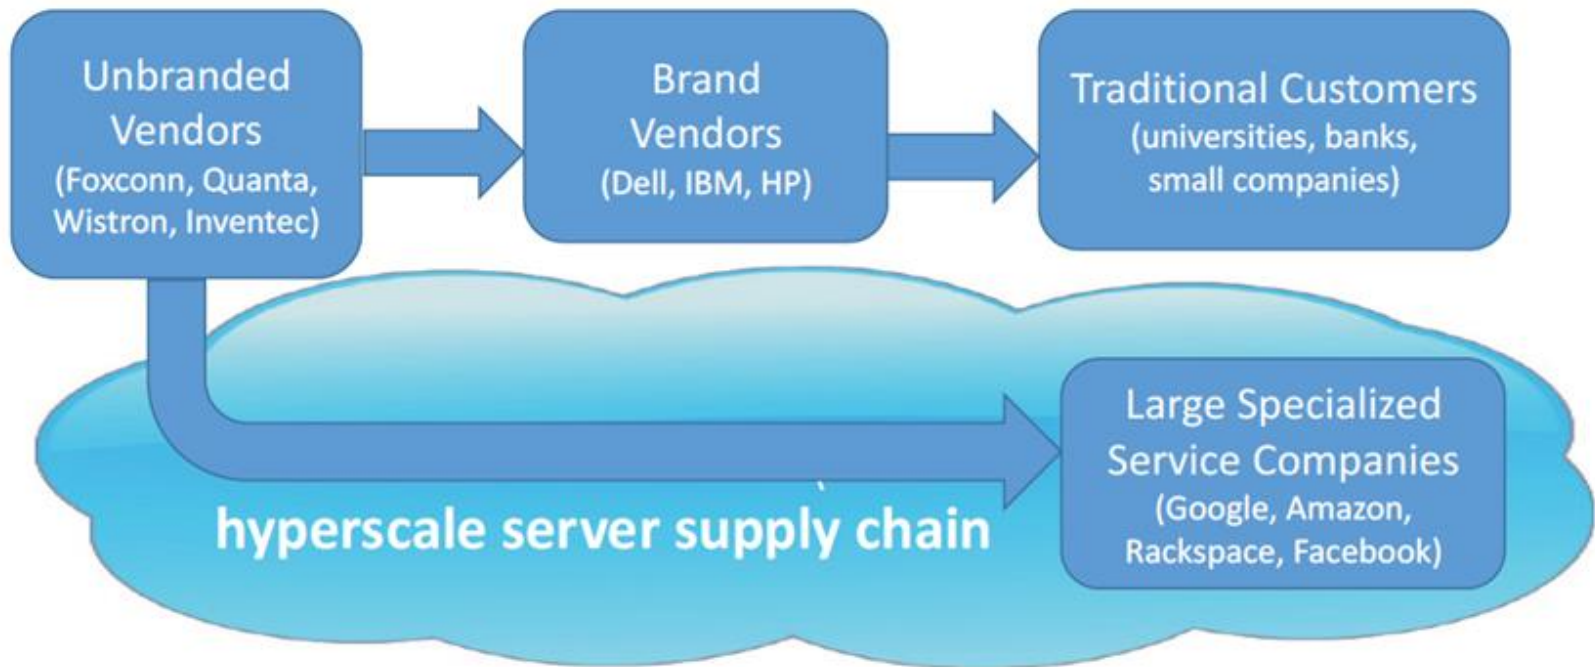 Unbranded
Vendors
(Foxconn, Quanta,
Wistron, Inventec)
Brand
Vendors
(Dell, IBM, HP)
Traditional Customers
(universities, banks,
small companies)
Large Specialized
Service Companies
(Google, Amazon,
Rackspace, Facebook)
hyperscale server supply chain